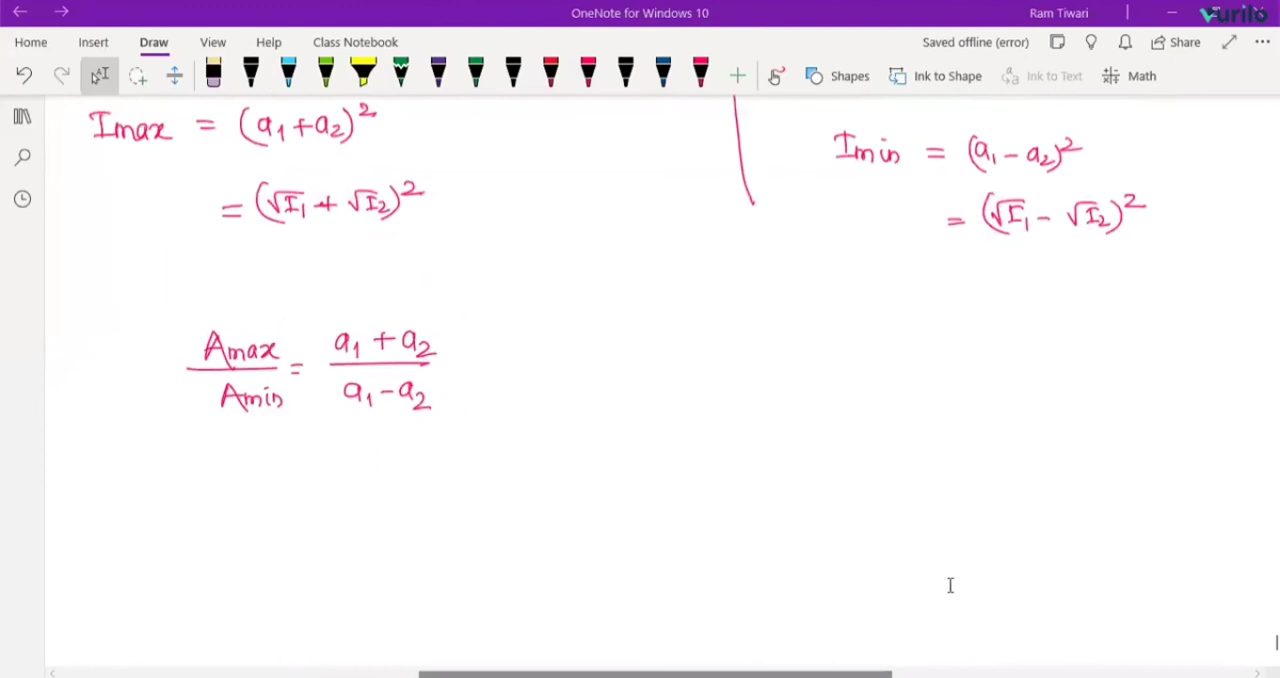 OneNote for Windows 10
Ram Tiwari
vurilo
Home Insert Draw View Help Class Notebook
Saved offline (error)
Share
Shapes
Ink to Shape
Ink to Text
Math
Imax = (a₁+a₂)²
= (√I₁ + √I₂)²
Imin = (a₁-a₂)²
= (√I₁ - √I₂)²
Amax / Amin = a₁+a₂ / a₁-a₂